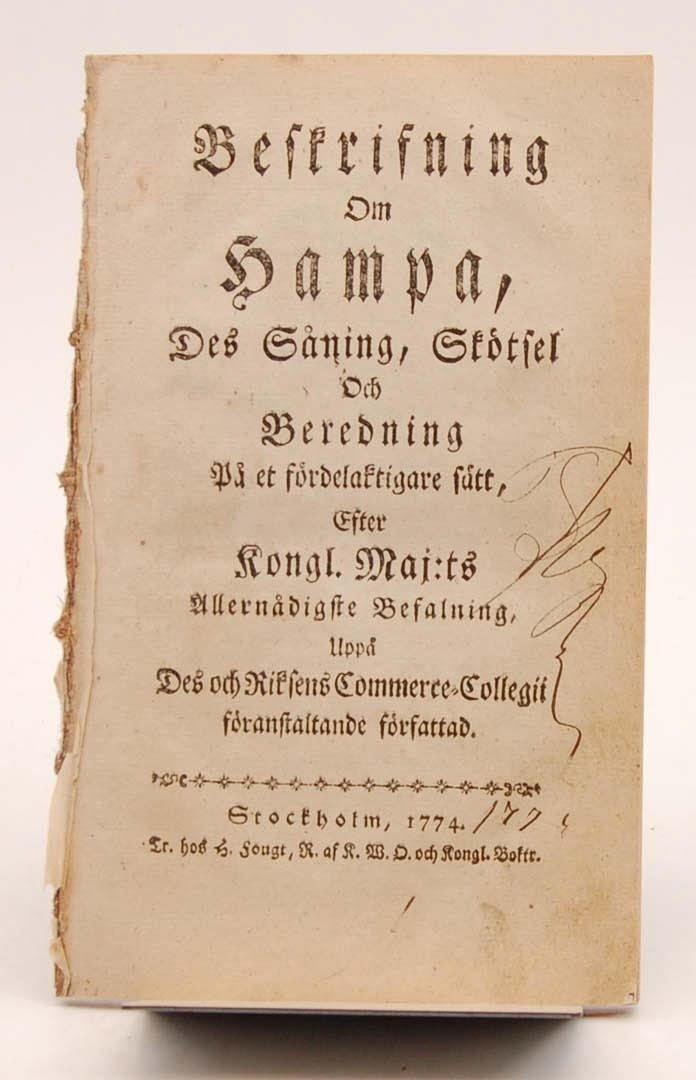 Beskrifning
Om
Hampa,
Des Såning, Skötsel
Och
Beredning
På et fördelaktigare sätt,
Efter
Kongl. Maj:ts
Allernådigste Befalning,
Uppå
Des och Riksens Commerce-Collegii
föranstaltande författad.
Stockholm, 1774.
Tr. hos H. Fougt, R. af K. W. O. och Kongl. Boktr.